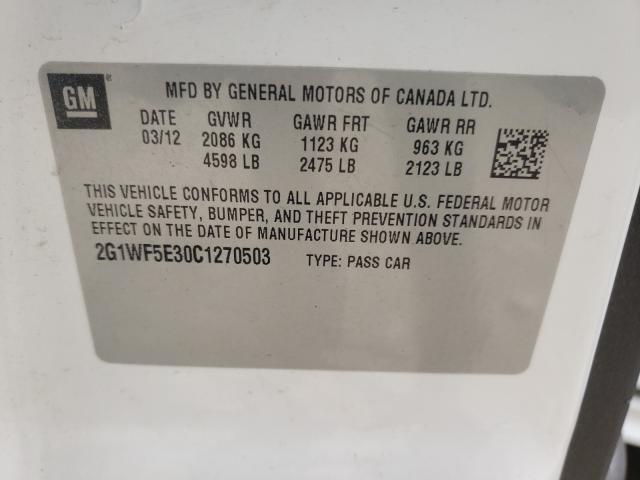 GM ®
MFD BY GENERAL MOTORS OF CANADA LTD.
DATE GVWR GAWR FRT GAWR RR
03/12 2086 KG 1123 KG 963 KG
4598 LB 2475 LB 2123 LB
THIS VEHICLE CONFORMS TO ALL APPLICABLE U.S. FEDERAL MOTOR
VEHICLE SAFETY, BUMPER, AND THEFT PREVENTION STANDARDS IN
EFFECT ON THE DATE OF MANUFACTURE SHOWN ABOVE.
2G1WF5E30C1270503 TYPE: PASS CAR